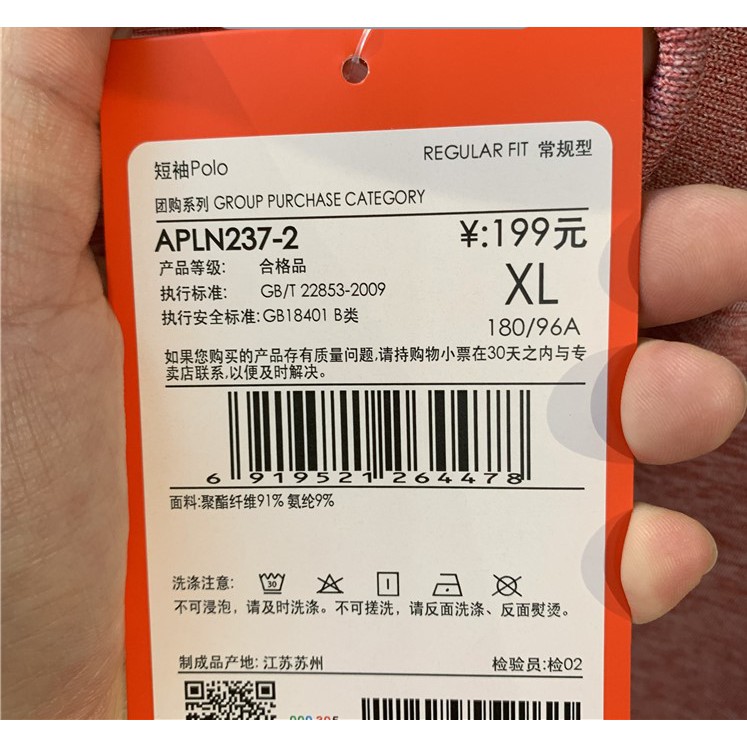 短袖Polo
REGULAR FIT 常规型
团购系列 GROUP PURCHASE CATEGORY
APLN237-2
¥:199元
产品等级: 合格品
执行标准: GB/T 22853-2009
XL
执行安全标准:GB18401 B类
180/96A
如果您购买的产品存有质量问题,请持购物小票在30天之内与专
卖店联系,以便及时解决。
6 919521 264478
面料:聚酯纤维91% 氨纶9%
洗涤注意:
30
不可浸泡，请及时洗涤。不可搓洗，请反面洗涤、反面熨烫。
制成品产地: 江苏苏州
检验员:检02